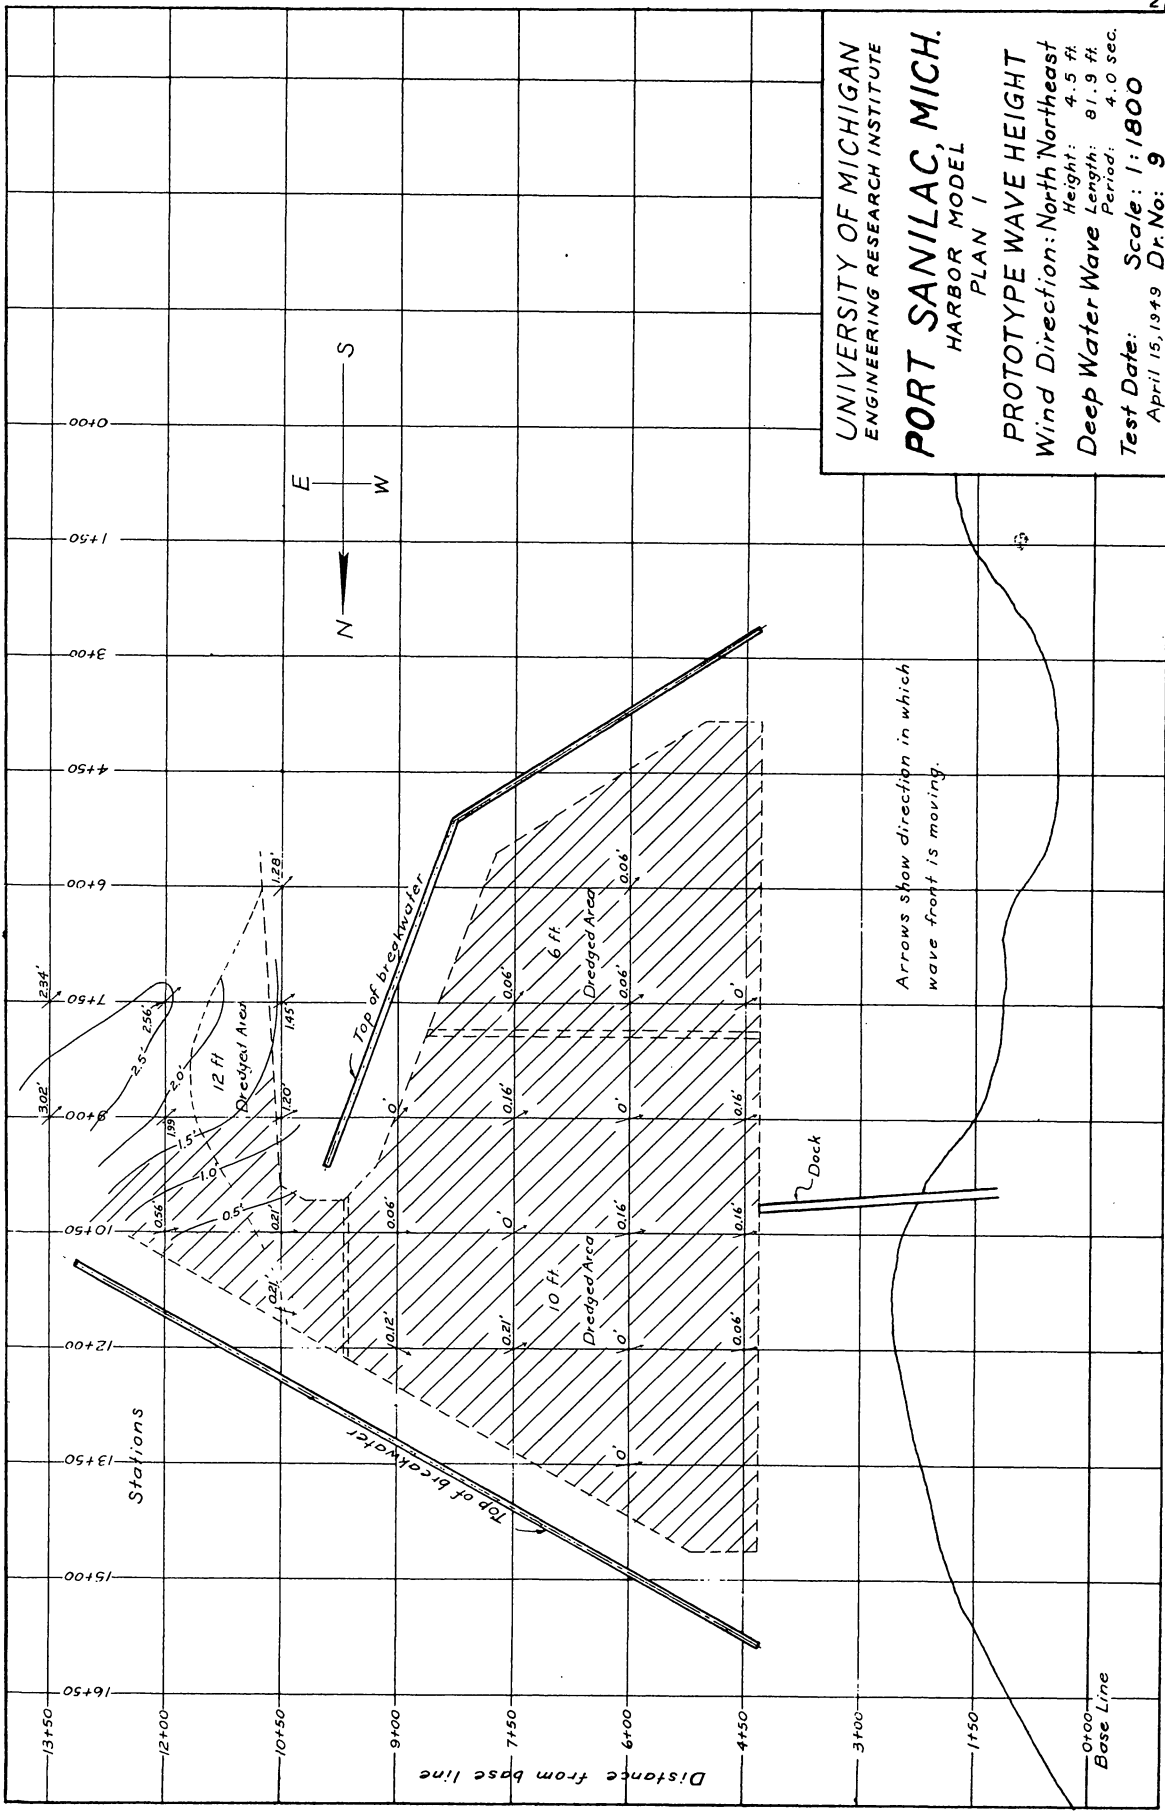 2
UNIVERSITY OF MICHIGAN
ENGINEERING RESEARCH INSTITUTE
PORT SANILAC, MICH.
HARBOR MODEL
PLAN 1
PROTOTYPE WAVE HEIGHT
Wind Direction: North Northeast
Height: 4.5 ft.
Deep Water Wave Length: 81.9 ft.
Period: 4.0 sec.
Test Date: Scale: 1:1800
April 15, 1949 Dr. No: 9
Stations
16+50
15+00
13+50
12+00
10+50
9+00
7+50
6+00
4+50
3+00
1+50
0+00
Distance from base line
13+50
12+00
10+50
9+00
7+50
6+00
4+50
3+00
1+50
0+00
Base Line
N
S
E
W
3.02'
2.34'
0.56'
1.99'
2.56'
2.5'
2.0'
1.5'
1.0'
0.5'
12 ft
Dredged Area
0.21'
0.21'
1.20'
1.45'
1.28'
Top of breakwater
Top of breakwater
0.12'
0.06'
0'
0.21'
0'
0.16'
0.06'
10 ft.
Dredged Area
6 ft.
Dredged Area
0'
0'
0.16'
0'
0.06'
0.06'
0.06'
0.16'
0.16'
0'
Dock
Arrows show direction in which
wave front is moving.